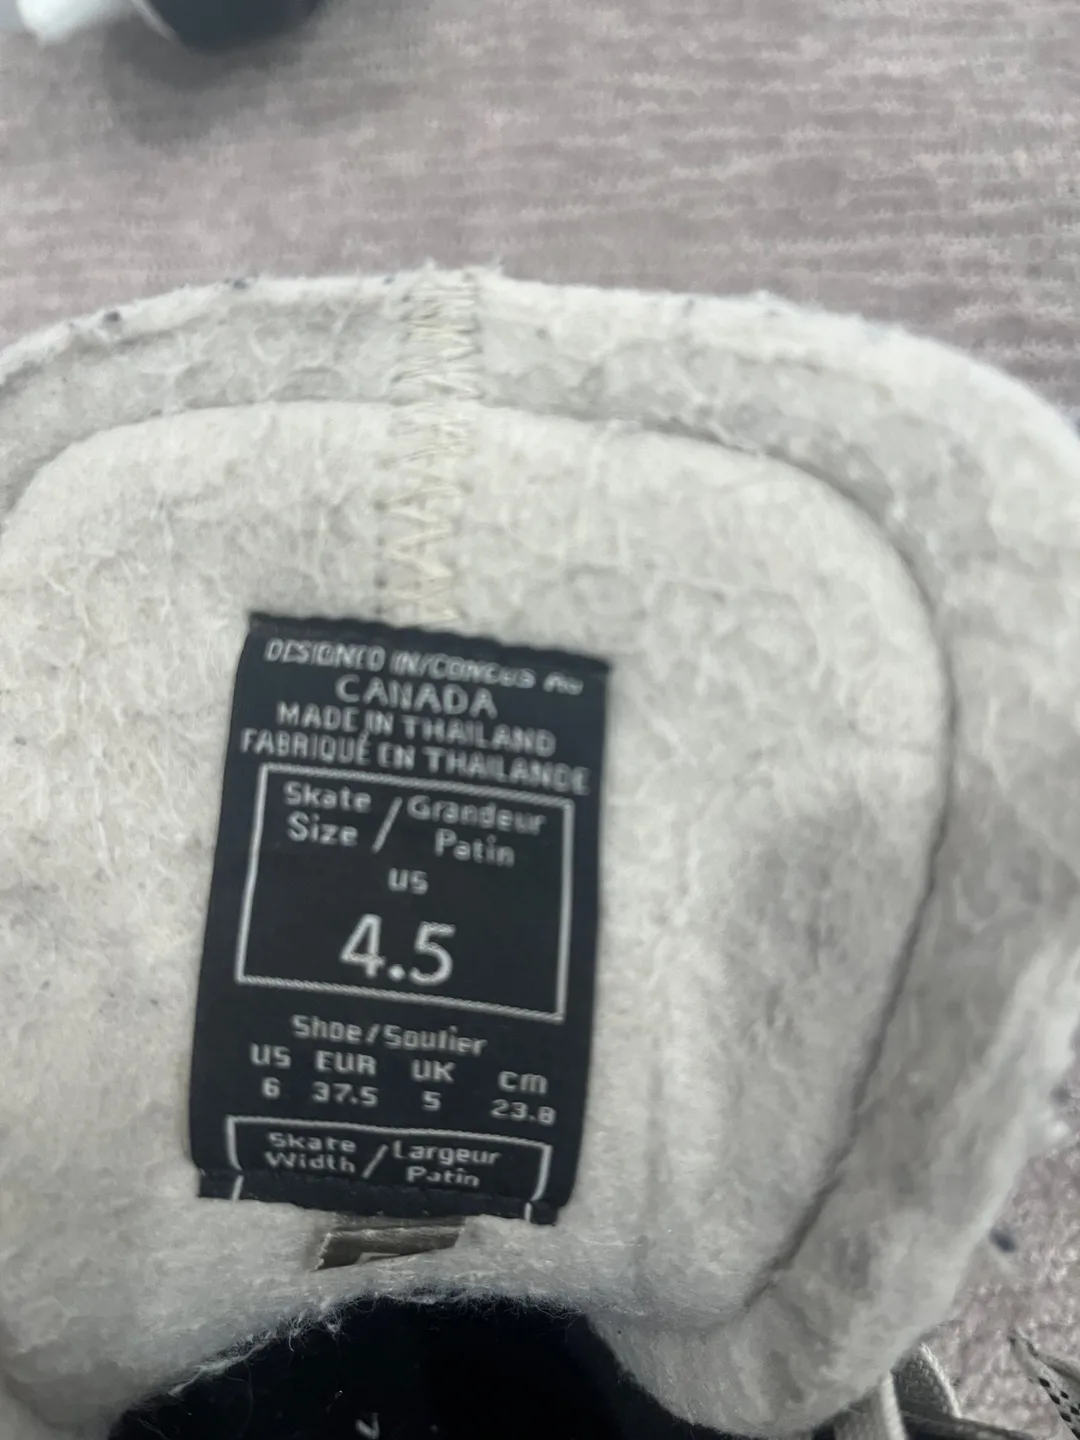 DESIGNED IN/CONÇUS AU
CANADA
MADE IN THAILAND
FABRIQUÉ EN THAILANDE
Skate Size / Grandeur Patin
US
4.5
Shoe/Soulier
US EUR UK cm
6 37.5 5 23.8
Skate Width / Largeur Patin